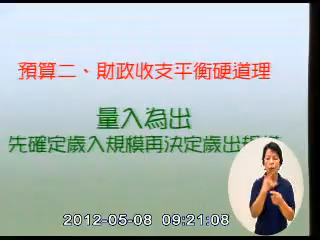 預算二、財政收支平衡硬道理
量入為出
先確定歲入規模再決定歲出
2012-05-08 09:21:08